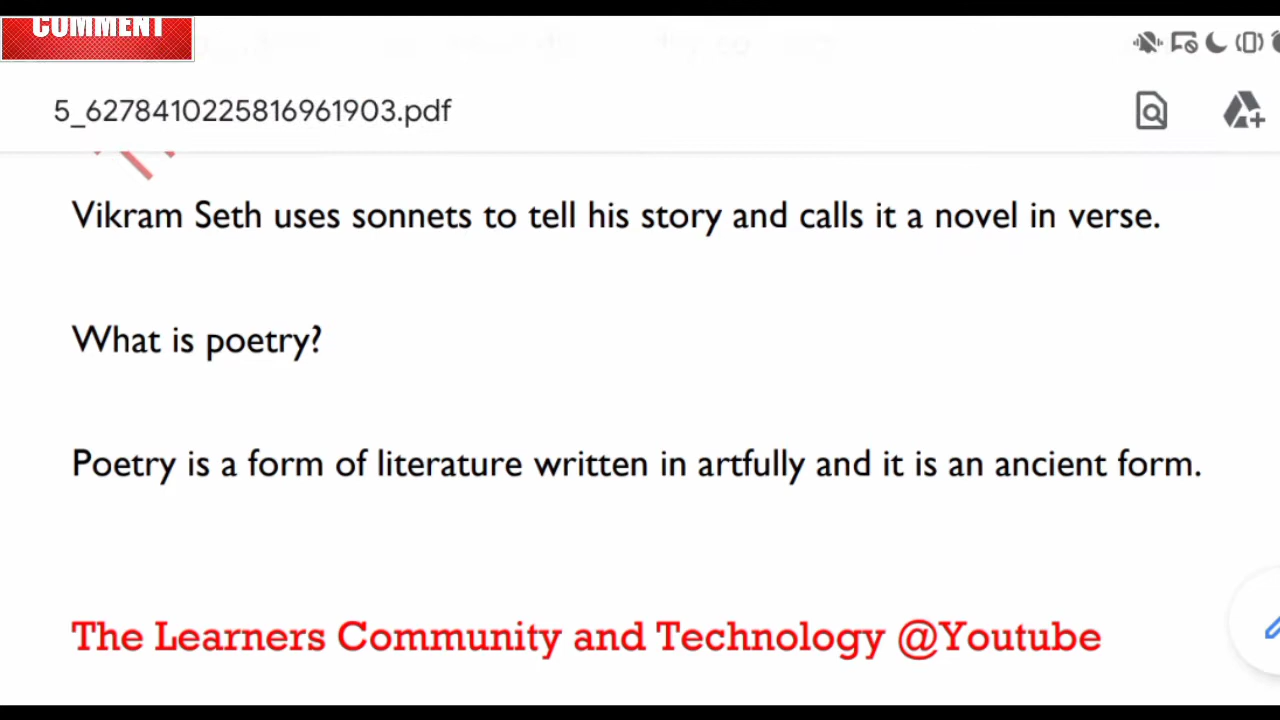 COMMENT
5_6278410225816961903.pdf
Vikram Seth uses sonnets to tell his story and calls it a novel in verse.
What is poetry?
Poetry is a form of literature written in artfully and it is an ancient form.
The Learners Community and Technology @Youtube